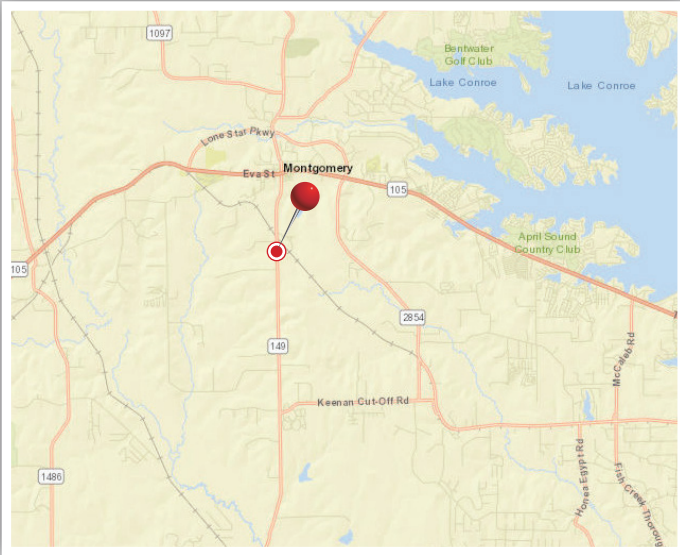 1097
Bentwater
Golf Club
Lake Conroe
Lake Conroe
Lone Star Pkwy
Montgomery
Eva St
105
April Sound
Country Club
105
2854
149
McCaleb Rd
Keenan Cut-Off Rd
Honea Egypt Rd
1486
Fish Creek Thoroug